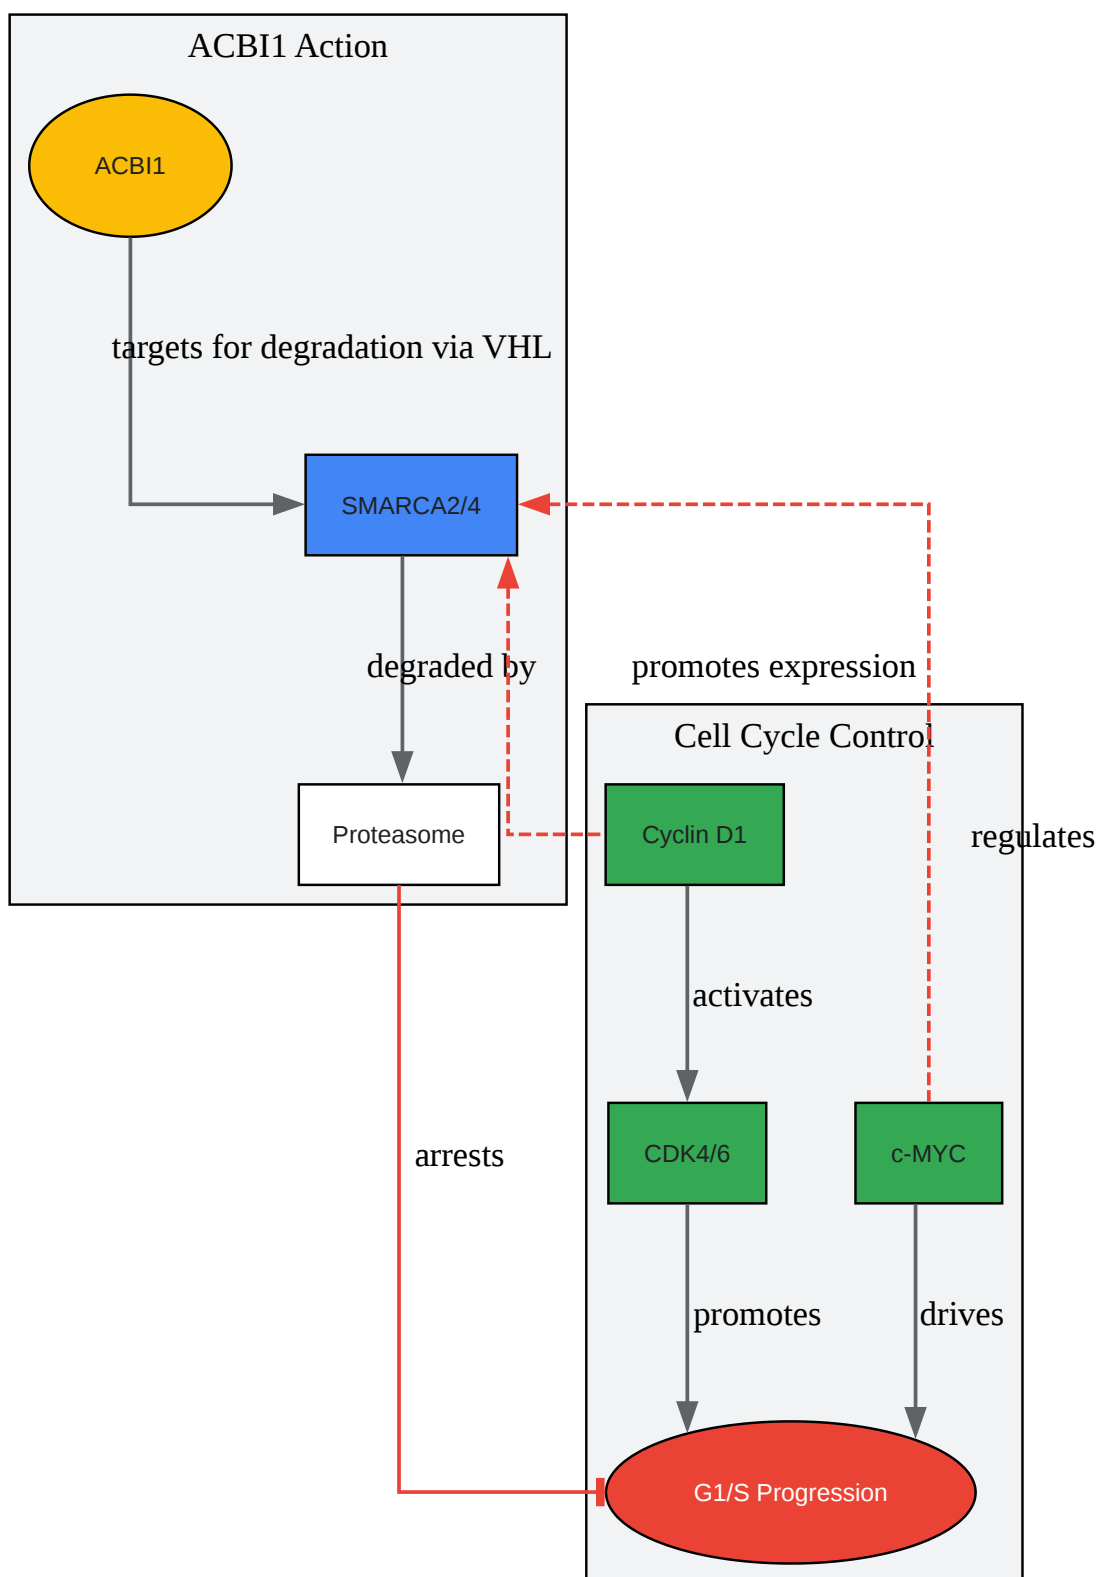 ACBI1 Action
ACBI1
targets for degradation via VHL
SMARCA2/4
degraded by
promotes expression
Cell Cycle Control
Proteasome
Cyclin D1
regulates
activates
arrests
CDK4/6
c-MYC
promotes
drives
G1/S Progression